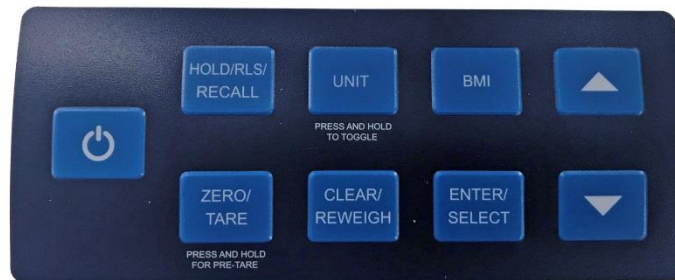 HOLD/RLS/
RECALL
UNIT
PRESS AND HOLD
TO TOGGLE
BMI
ZERO/
TARE
PRESS AND HOLD
FOR PRE-TARE
CLEAR/
REWEIGH
ENTER/
SELECT